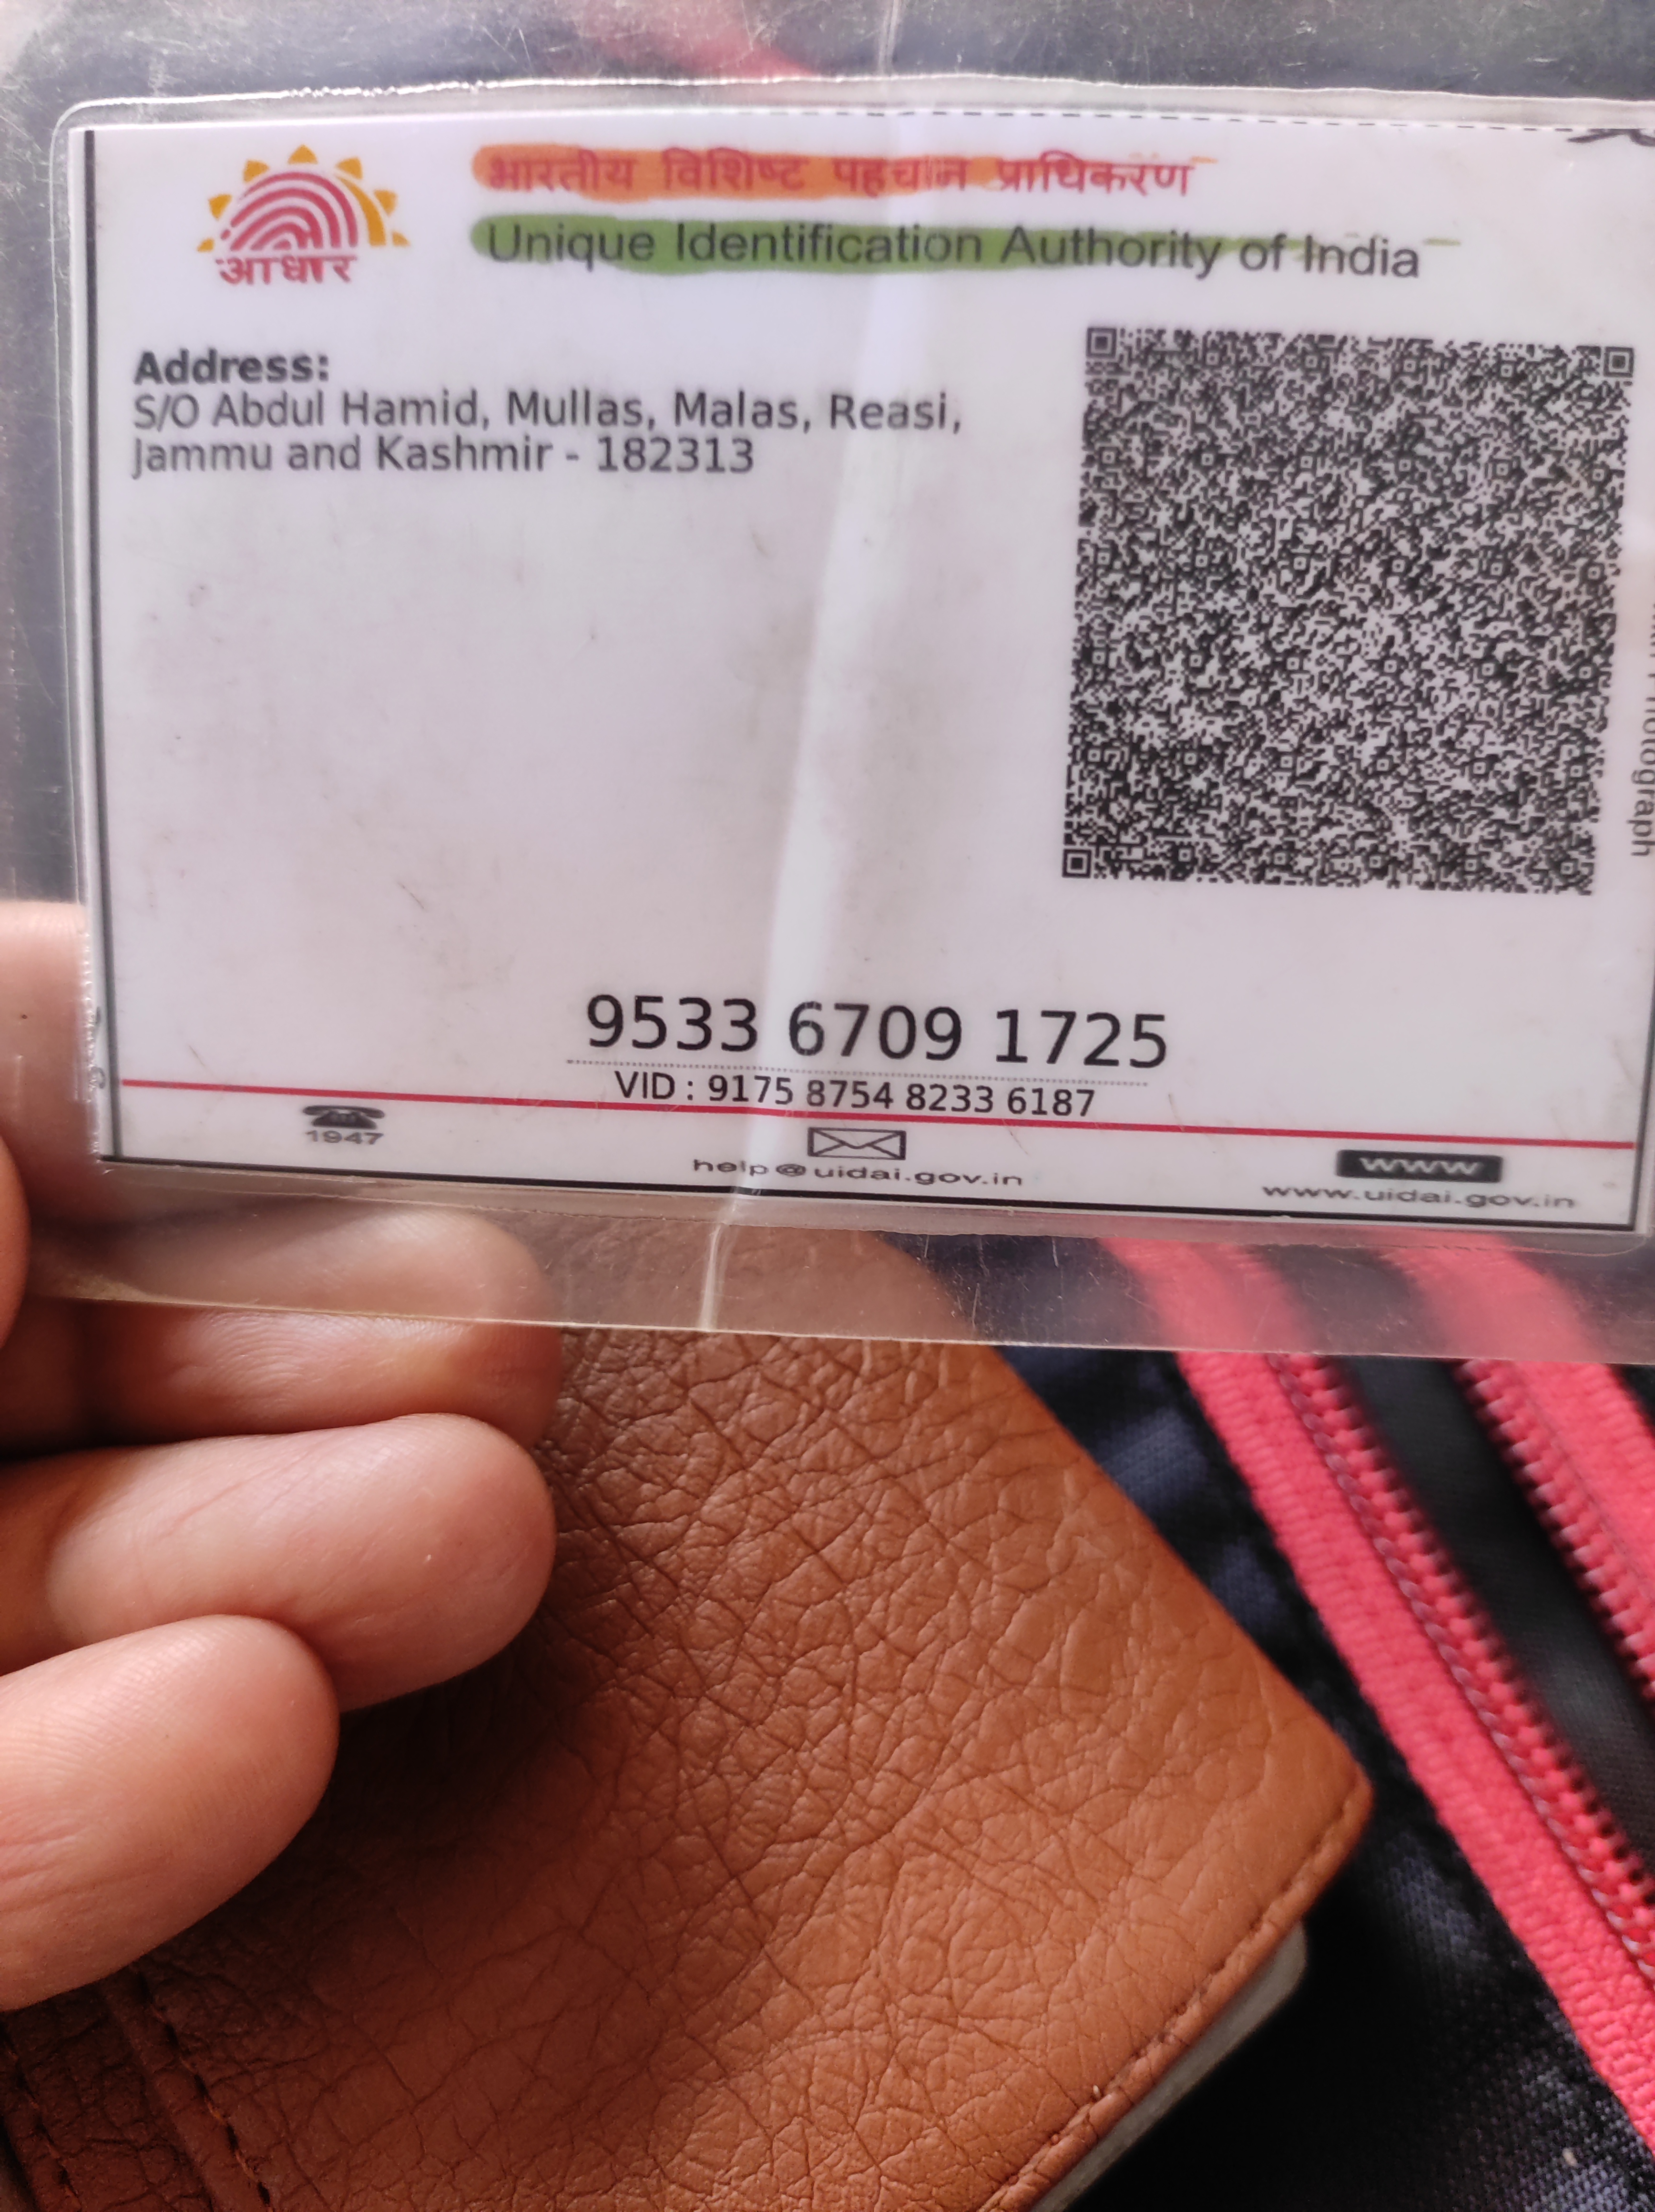 भारतीय विशिष्ट पहचान प्राधिकरण
Unique Identification Authority of India
आधार
Address:
S/O Abdul Hamid, Mullas, Malas, Reasi,
Jammu and Kashmir - 182313
Photograph
9533 6709 1725
VID : 9175 8754 8233 6187
1947
help@uidai.gov.in
www
www.uidai.gov.in